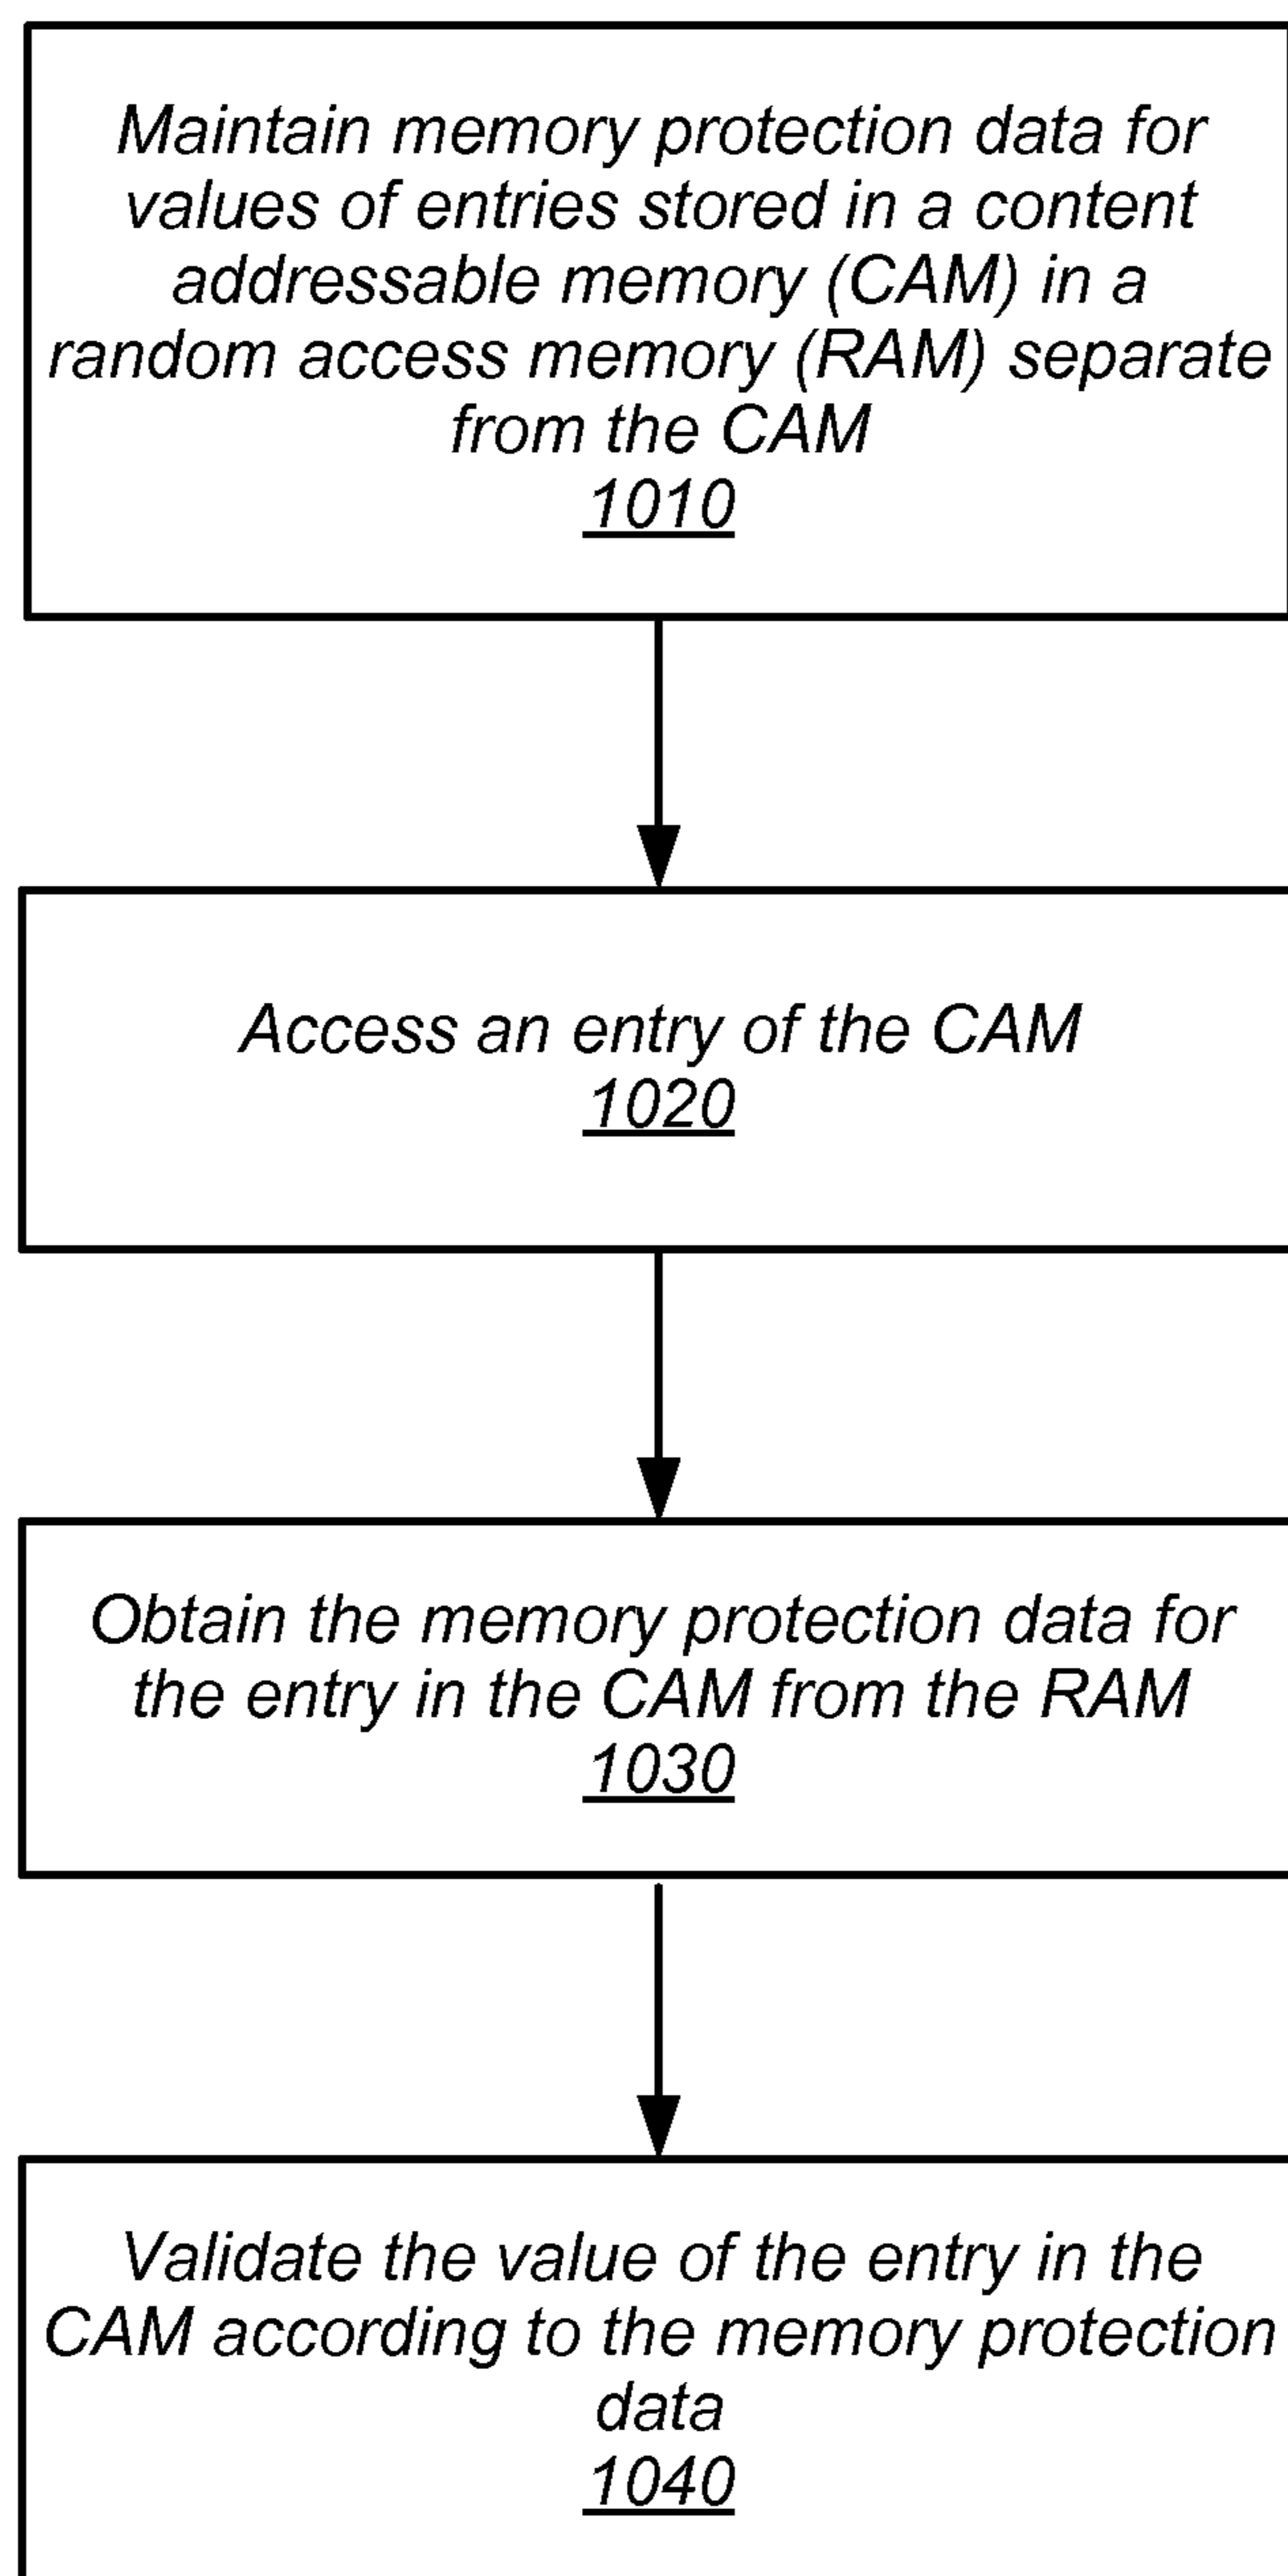 Maintain memory protection data for
values of entries stored in a content
addressable memory (CAM) in a
random access memory (RAM) separate
from the CAM
1010
Access an entry of the CAM
1020
Obtain the memory protection data for
the entry in the CAM from the RAM
1030
Validate the value of the entry in the
CAM according to the memory protection
data
1040